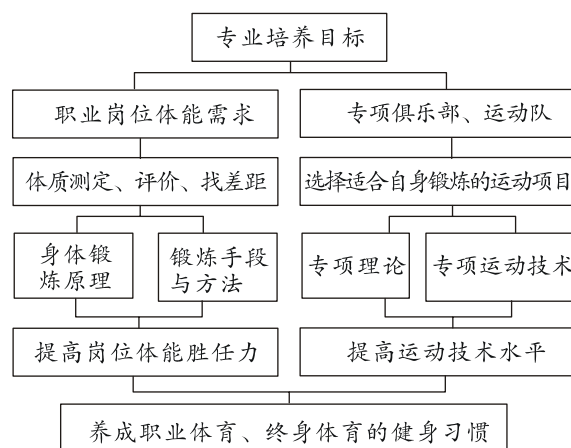 专业培养目标
职业岗位体能需求
专项俱乐部、运动队
体质测定、评价、找差距
选择适合自身锻炼的运动项目
身体锻
炼原理
锻炼手段
与方法
专项理论
专项运动技术
提高岗位体能胜任力
提高运动技术水平
养成职业体育、终身体育的健身习惯